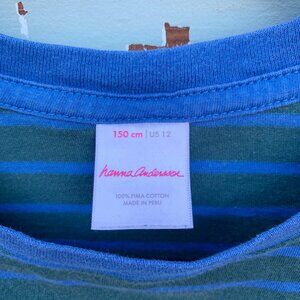 150 cm | US 12
hanna andersson
100% PIMA COTTON
MADE IN PERU